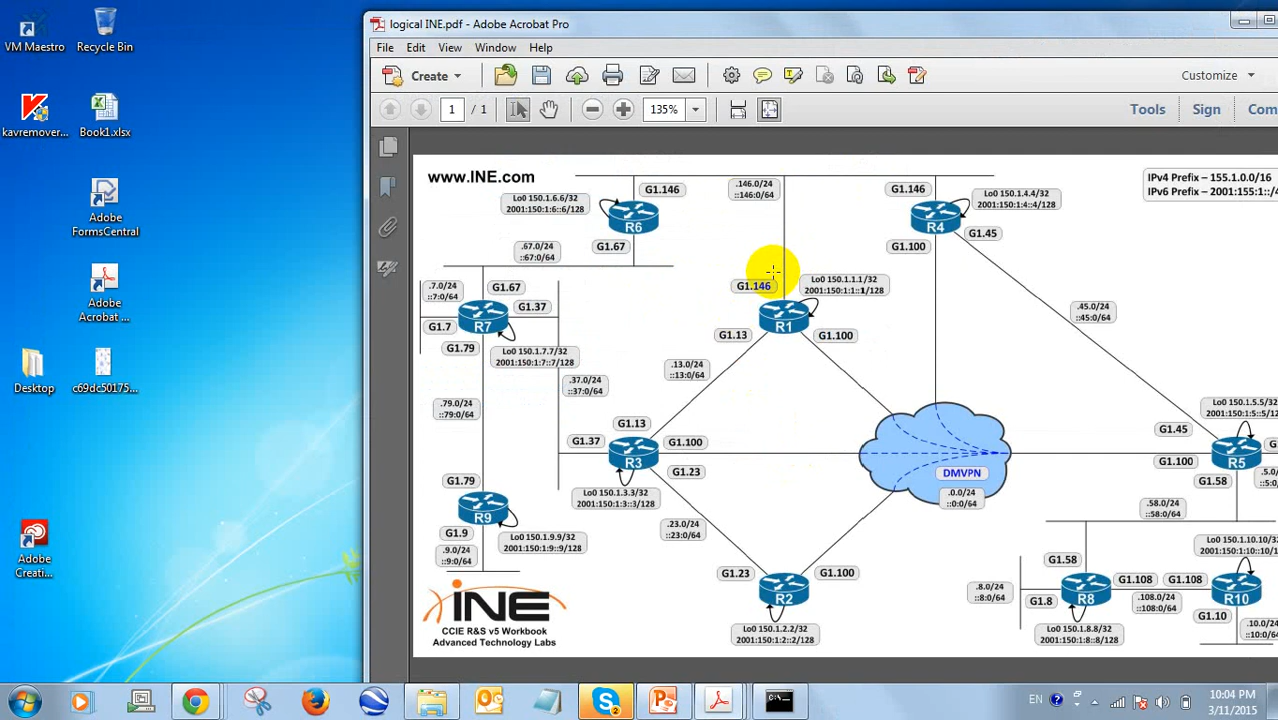 logical INE.pdf - Adobe Acrobat Pro
File Edit View Window Help
Create
Customize
1 / 1
135%
Tools Sign Com
VM Maestro
Recycle Bin
kavremover...
Book1.xlsx
Adobe
FormsCentral
Adobe
Acrobat ...
Desktop
c69dc50175...
Adobe
Creati...
www.INE.com
IPv4 Prefix – 155.1.0.0/16
IPv6 Prefix – 2001:155:1::/4
G1.146
.146.0/24
::146:0/64
G1.146
Lo0 150.1.6.6/32
2001:150:1:6::6/128
R6
Lo0 150.1.4.4/32
2001:150:1:4::4/128
R4
G1.45
G1.67
G1.100
.67.0/24
::67:0/64
.7.0/24
::7:0/64
G1.67
G1.37
R7
G1.7
G1.79
Lo0 150.1.7.7/32
2001:150:1:7::7/128
G1.146
Lo0 150.1.1.1/32
2001:150:1:1::1/128
R1
G1.13
G1.100
.45.0/24
::45:0/64
.13.0/24
::13:0/64
.37.0/24
::37:0/64
.79.0/24
::79:0/64
G1.13
G1.37
R3
G1.100
G1.23
Lo0 150.1.3.3/32
2001:150:1:3::3/128
DMVPN
.0.0/24
::0:0/64
Lo0 150.1.5.5/32
2001:150:1:5::5/12
G1.45
R5
G1.100
G1.58
.5.0/
::5:0
G1.79
R9
G1.9
.9.0/24
::9:0/64
Lo0 150.1.9.9/32
2001:150:1:9::9/128
.23.0/24
::23:0/64
.58.0/24
::58:0/64
G1.23
G1.100
R2
Lo0 150.1.2.2/32
2001:150:1:2::2/128
Lo0 150.1.10.10/32
2001:150:1:10::10/1
G1.58
.8.0/24
::8:0/64
G1.8
R8
G1.108
G1.108
.108.0/24
::108:0/64
R10
G1.10
.10.0/
::10:0
Lo0 150.1.8.8/32
2001:150:1:8::8/128
INE
CCIE R&S v5 Workbook
Advanced Technology Labs
EN
10:04 PM
3/11/2015